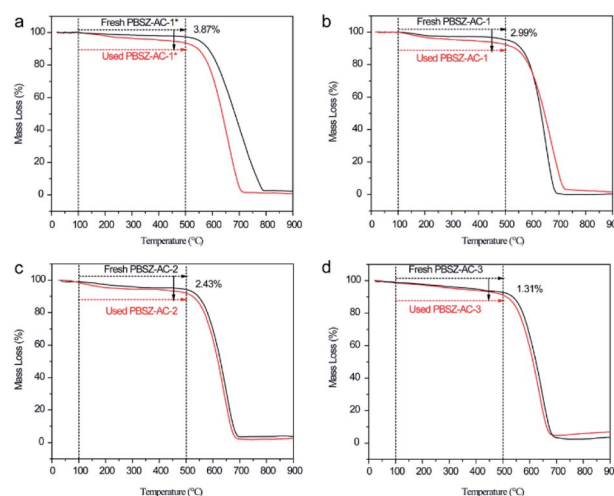 a
Fresh PBSZ-AC-1*
3.87%
Used PBSZ-AC-1*
Mass Loss (%)
100
80
60
40
20
0
0 100 200 300 400 500 600 700 800 900
Temperature (°C)
b
Fresh PBSZ-AC-1
2.99%
Used PBSZ-AC-1
Mass Loss (%)
100
80
60
40
20
0
0 100 200 300 400 500 600 700 800 900
Temperature (°C)
c
Fresh PBSZ-AC-2
2.43%
Used PBSZ-AC-2
Mass Loss (%)
100
80
60
40
20
0
0 100 200 300 400 500 600 700 800 900
Temperature (°C)
d
Fresh PBSZ-AC-3
1.31%
Used PBSZ-AC-3
Mass Loss (%)
100
80
60
40
20
0
0 100 200 300 400 500 600 700 800 900
Temperature (°C)